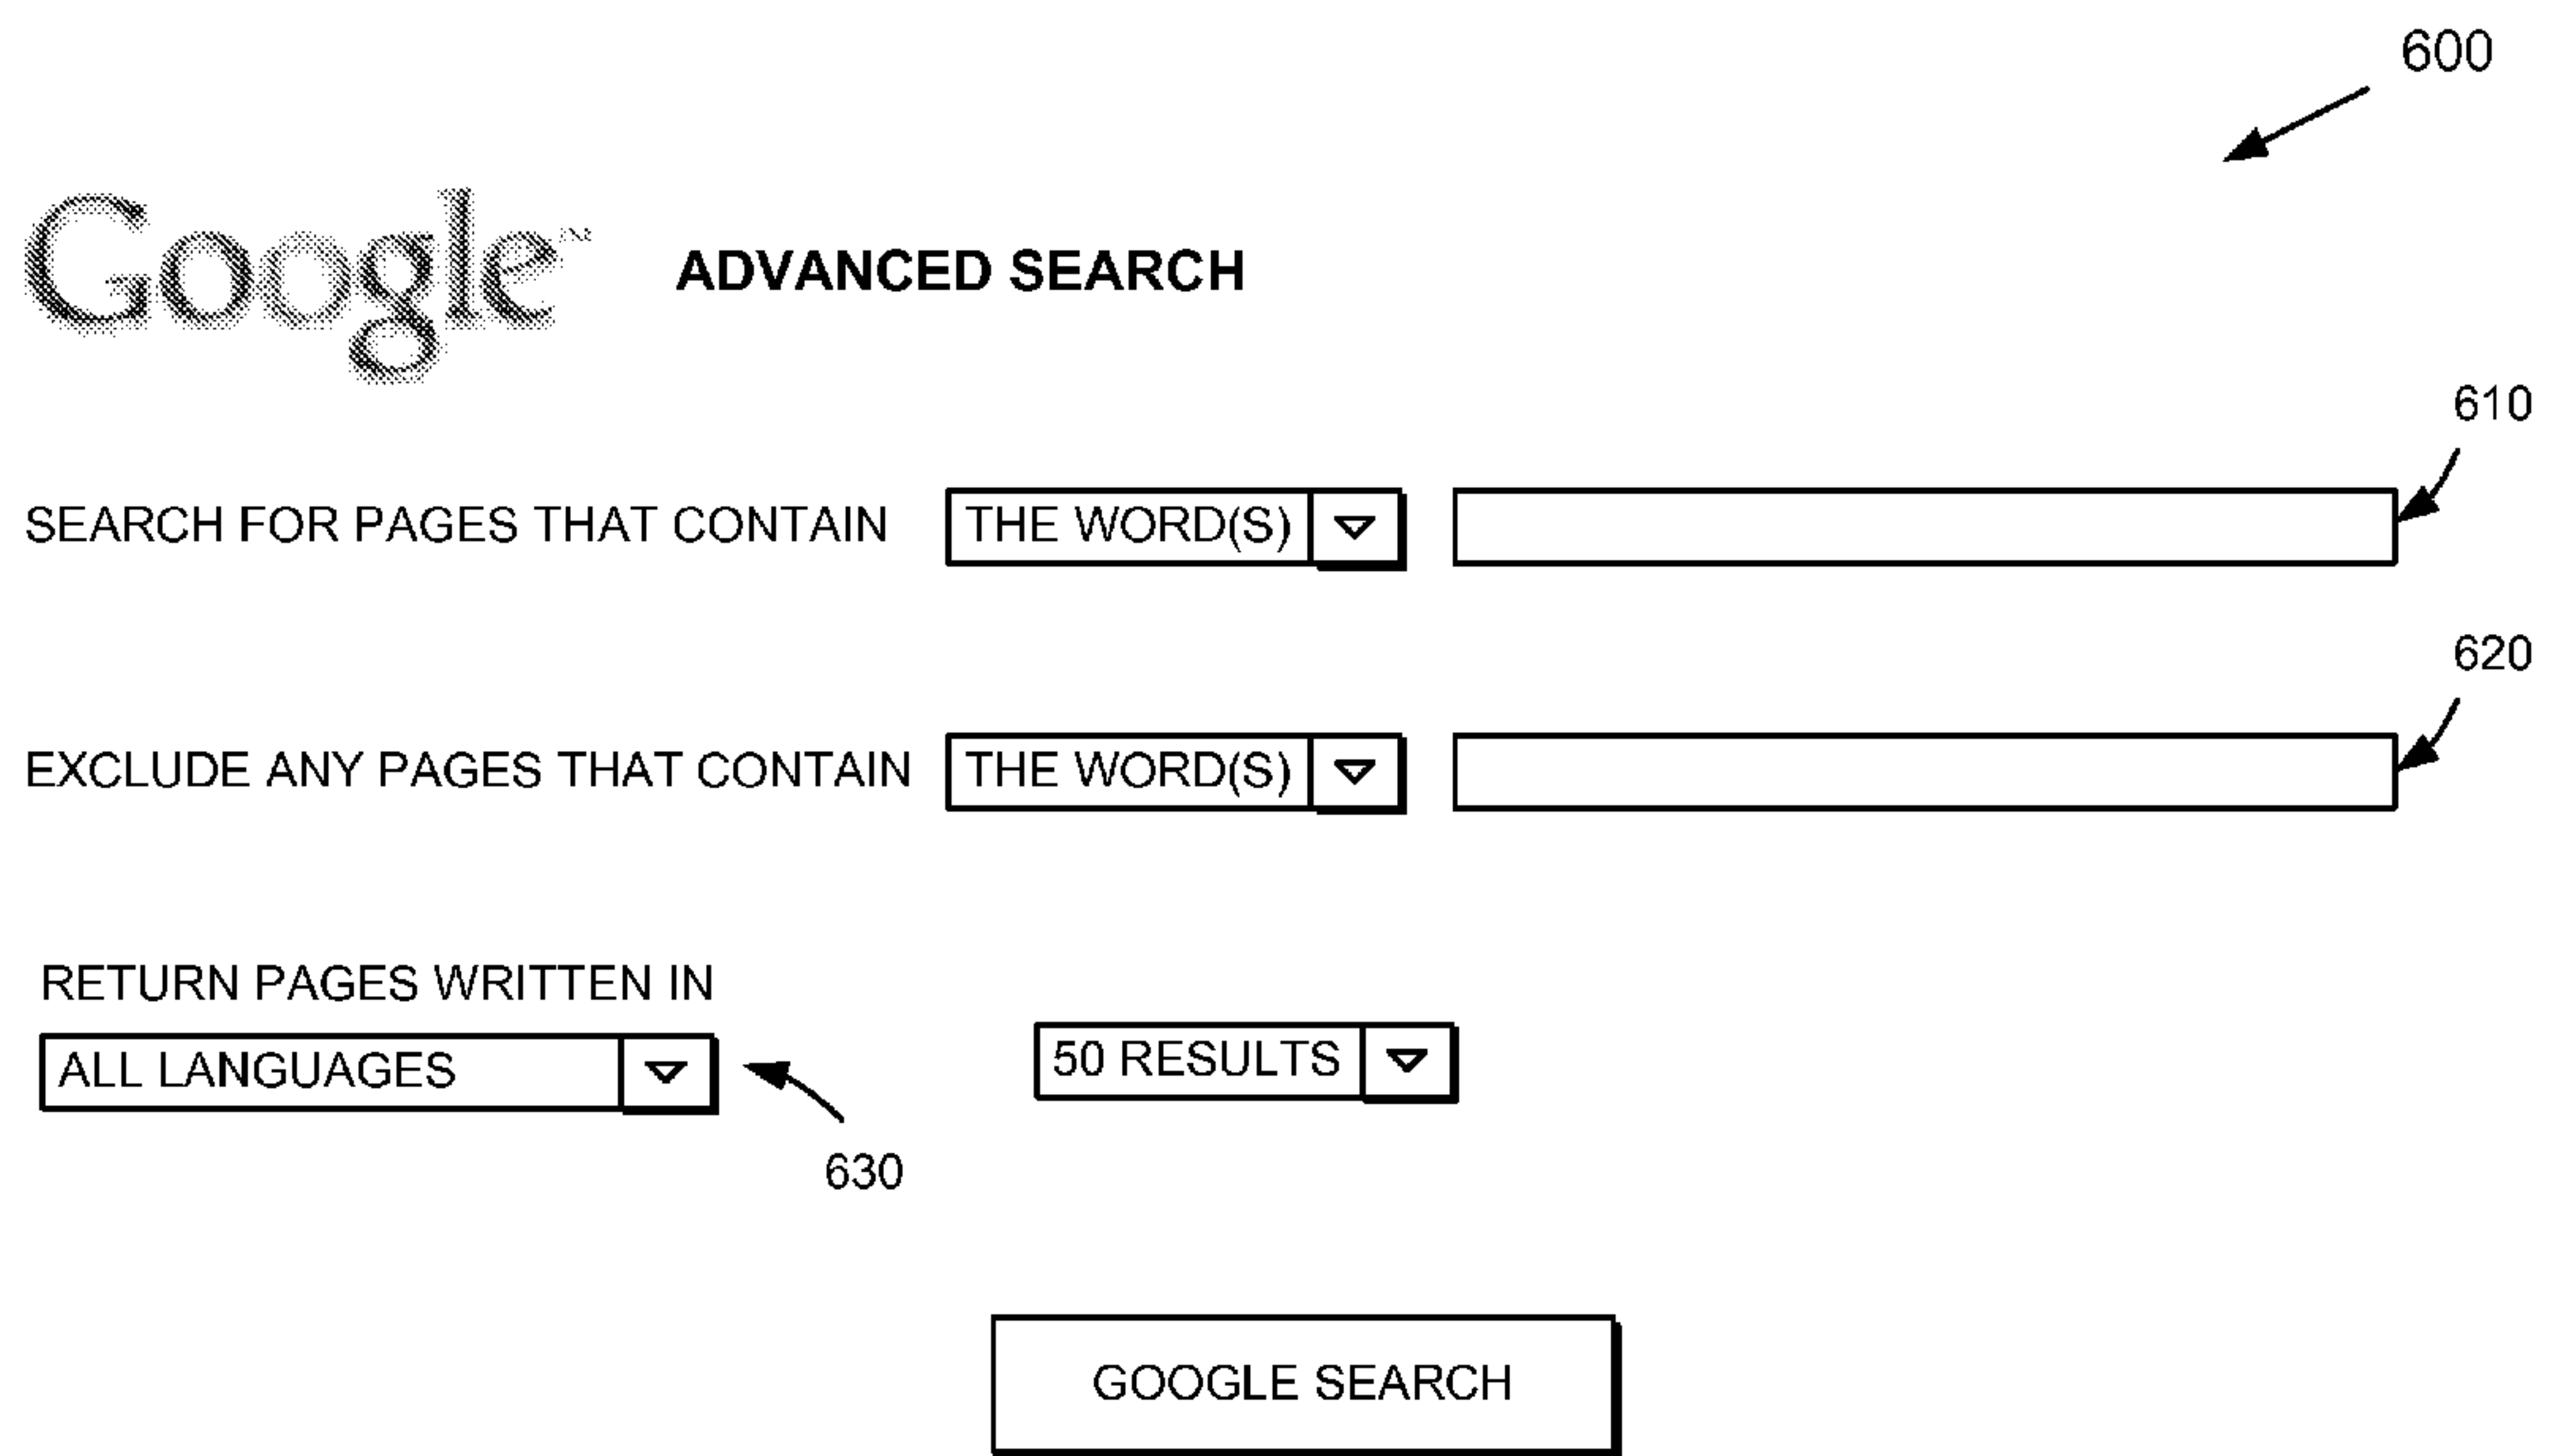 600
Google™ ADVANCED SEARCH
610
SEARCH FOR PAGES THAT CONTAIN THE WORD(S)
620
EXCLUDE ANY PAGES THAT CONTAIN THE WORD(S)
RETURN PAGES WRITTEN IN
ALL LANGUAGES 50 RESULTS
630
GOOGLE SEARCH